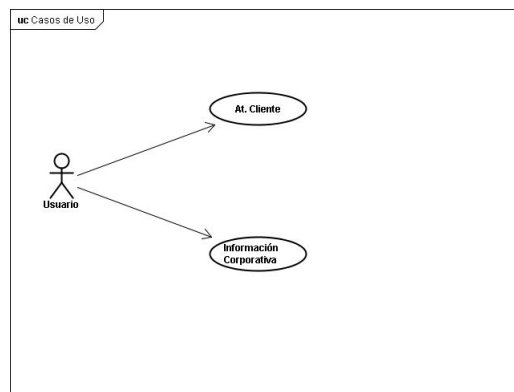 uc Casos de Uso
At. Cliente
Usuario
Información
Corporativa